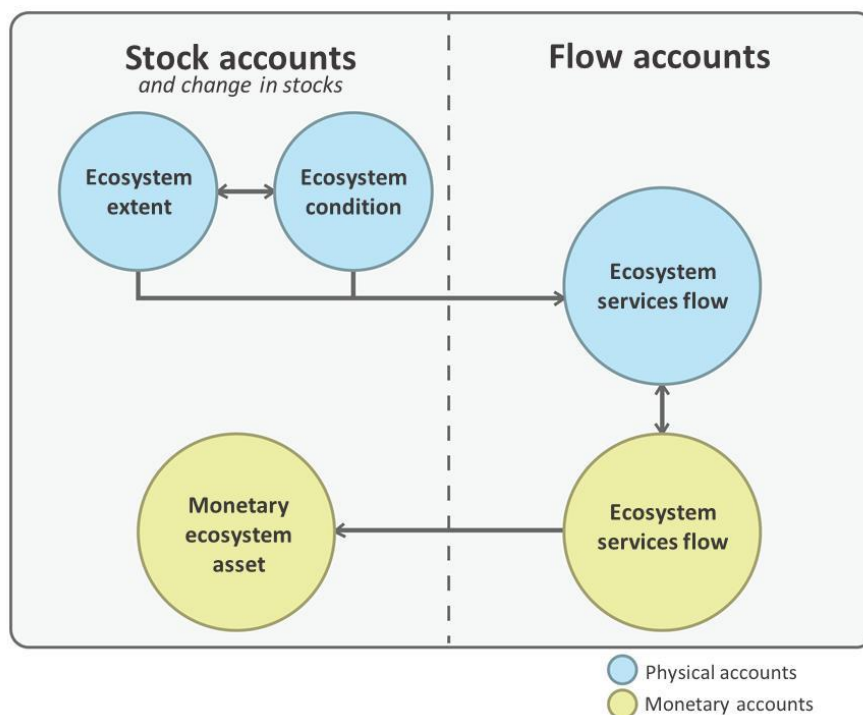 Stock accounts
and change in stocks
Flow accounts
Ecosystem
extent
Ecosystem
condition
Ecosystem
services flow
Monetary
ecosystem
asset
Ecosystem
services flow
Physical accounts
Monetary accounts